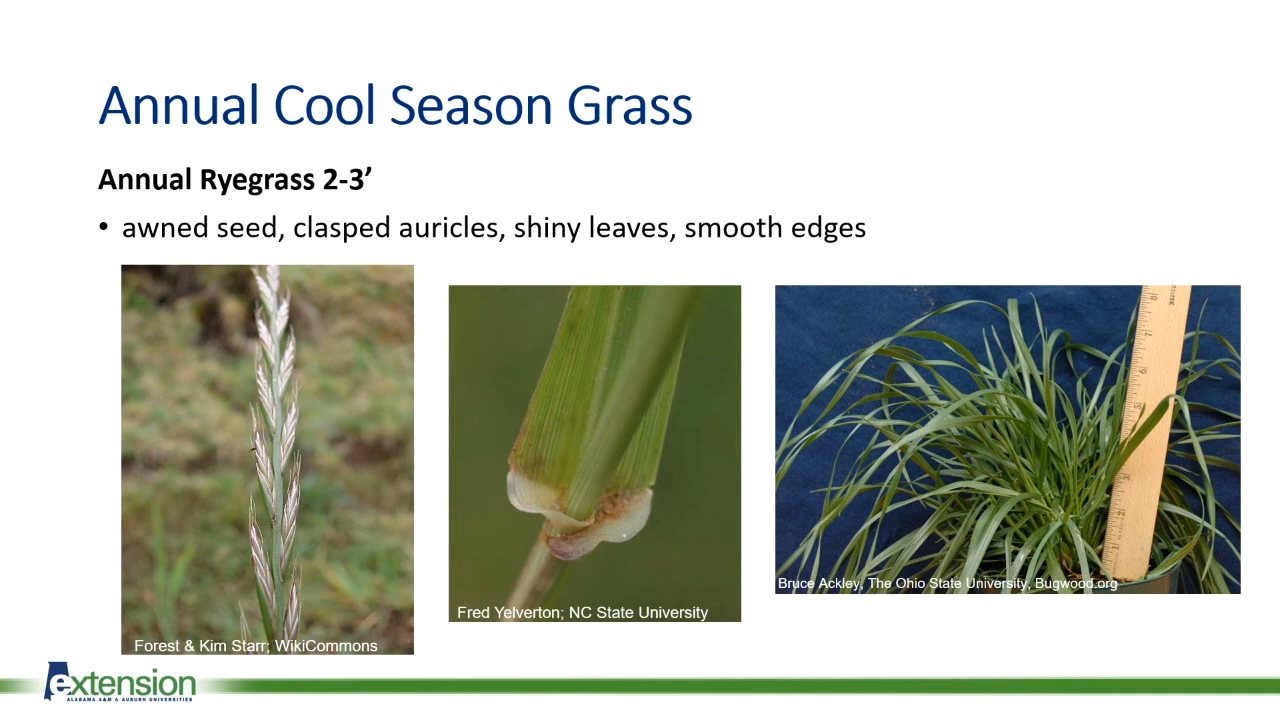 Annual Cool Season Grass
Annual Ryegrass 2-3’
• awned seed, clasped auricles, shiny leaves, smooth edges
Forest & Kim Starr; WikiCommons
Fred Yelverton; NC State University
Bruce Ackley, The Ohio State University, Bugwood.org
extension
ALABAMA A&M & AUBURN UNIVERSITIES